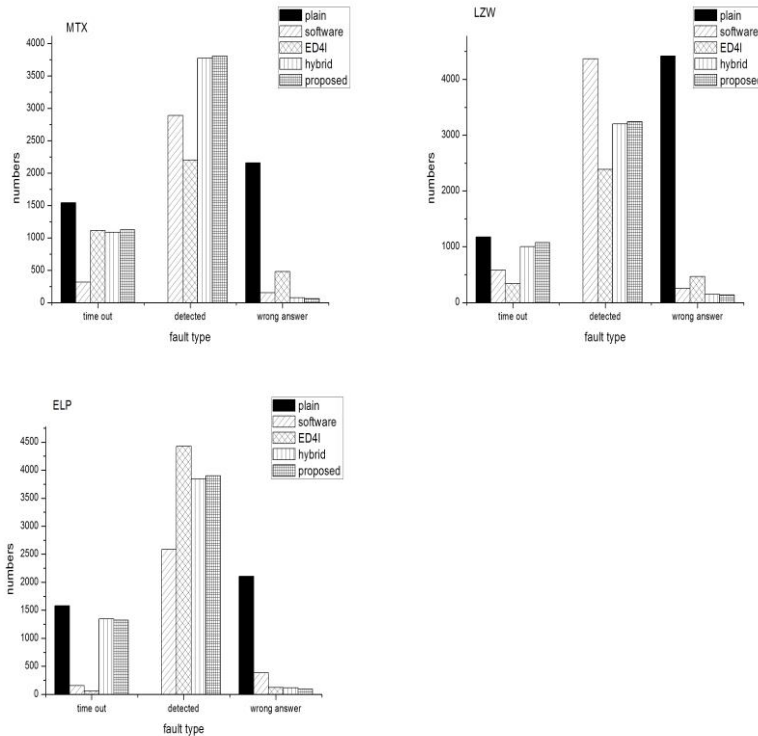 MTX
plain
software
ED4I
hybrid
proposed
numbers
4000
3500
3000
2500
2000
1500
1000
500
0
time out
detected
wrong answer
fault type
LZW
plain
software
ED4I
hybrid
proposed
numbers
4000
3000
2000
1000
0
time out
detected
wrong answer
fault type
ELP
plain
software
ED4I
hybrid
proposed
numbers
4500
4000
3500
3000
2500
2000
1500
1000
500
0
time out
detected
wrong answer
fault type